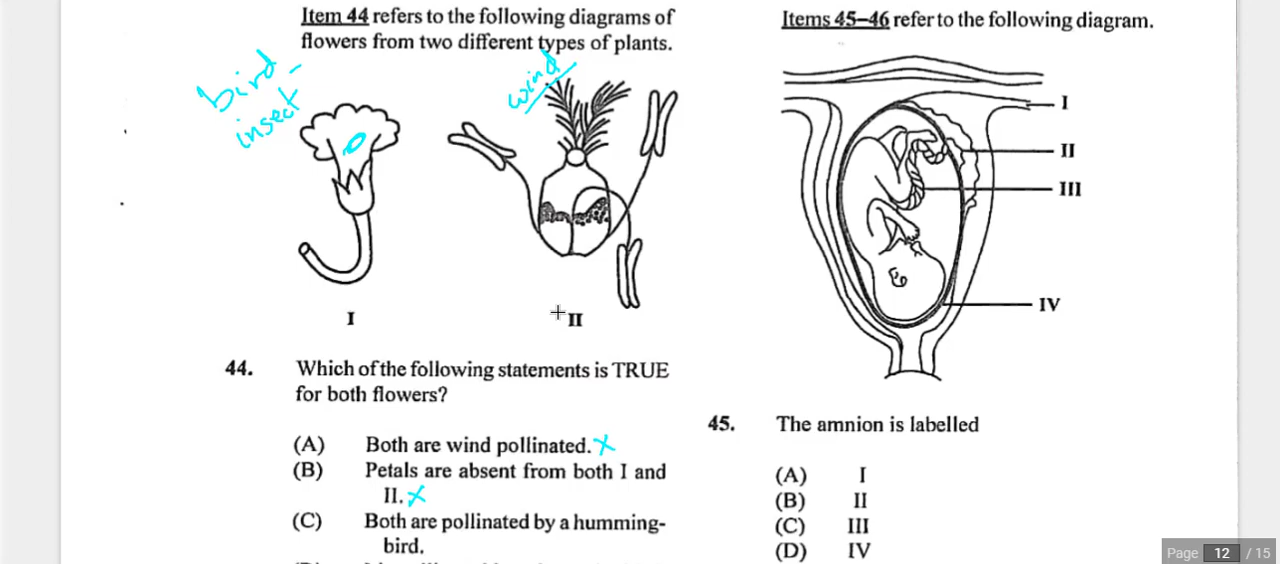 Item 44 refers to the following diagrams of
flowers from two different types of plants.
bird
insect
wind
I
II
44. Which of the following statements is TRUE
for both flowers?
(A) Both are wind pollinated. X
(B) Petals are absent from both I and
II. X
(C) Both are pollinated by a humming-
bird.
Items 45–46 refer to the following diagram.
I
II
III
IV
45. The amnion is labelled
(A) I
(B) II
(C) III
(D) IV
Page 12 / 15